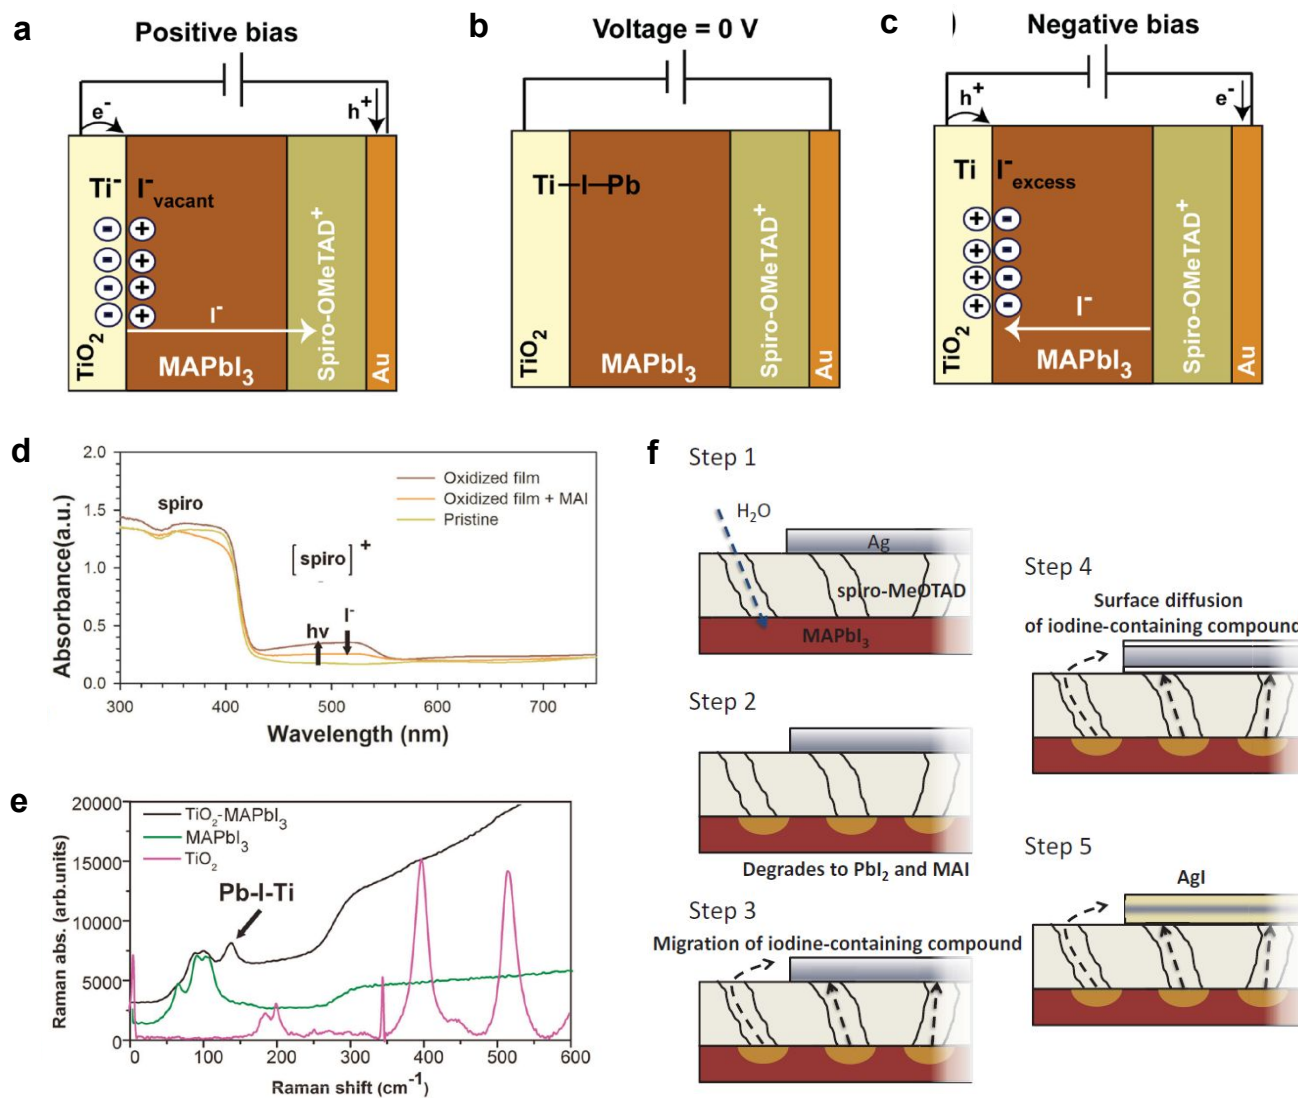 a
Positive bias
e-
h+
Ti-
I-vacant
I-
TiO2
MAPbI3
Spiro-OMeTAD+
Au
b
Voltage = 0 V
Ti–I–Pb
TiO2
MAPbI3
Spiro-OMeTAD+
Au
c
)
Negative bias
h+
e-
Ti
I-excess
I-
TiO2
MAPbI3
Spiro-OMeTAD+
Au
d
2.0
1.5
1.0
0.5
0.0
Absorbance(a.u.)
spiro
Oxidized film
Oxidized film + MAI
Pristine
[spiro]+
hν
I-
300
400
500
600
700
Wavelength (nm)
e
20000
15000
10000
5000
0
Raman abs. (arb.units)
TiO2-MAPbI3
MAPbI3
TiO2
Pb-I-Ti
0
100
200
300
400
500
600
Raman shift (cm-1)
f
Step 1
H2O
Ag
spiro-MeOTAD
MAPbI3
Step 2
Degrades to PbI2 and MAI
Step 3
Migration of iodine-containing compound
Step 4
Surface diffusion
of iodine-containing compound
Step 5
AgI